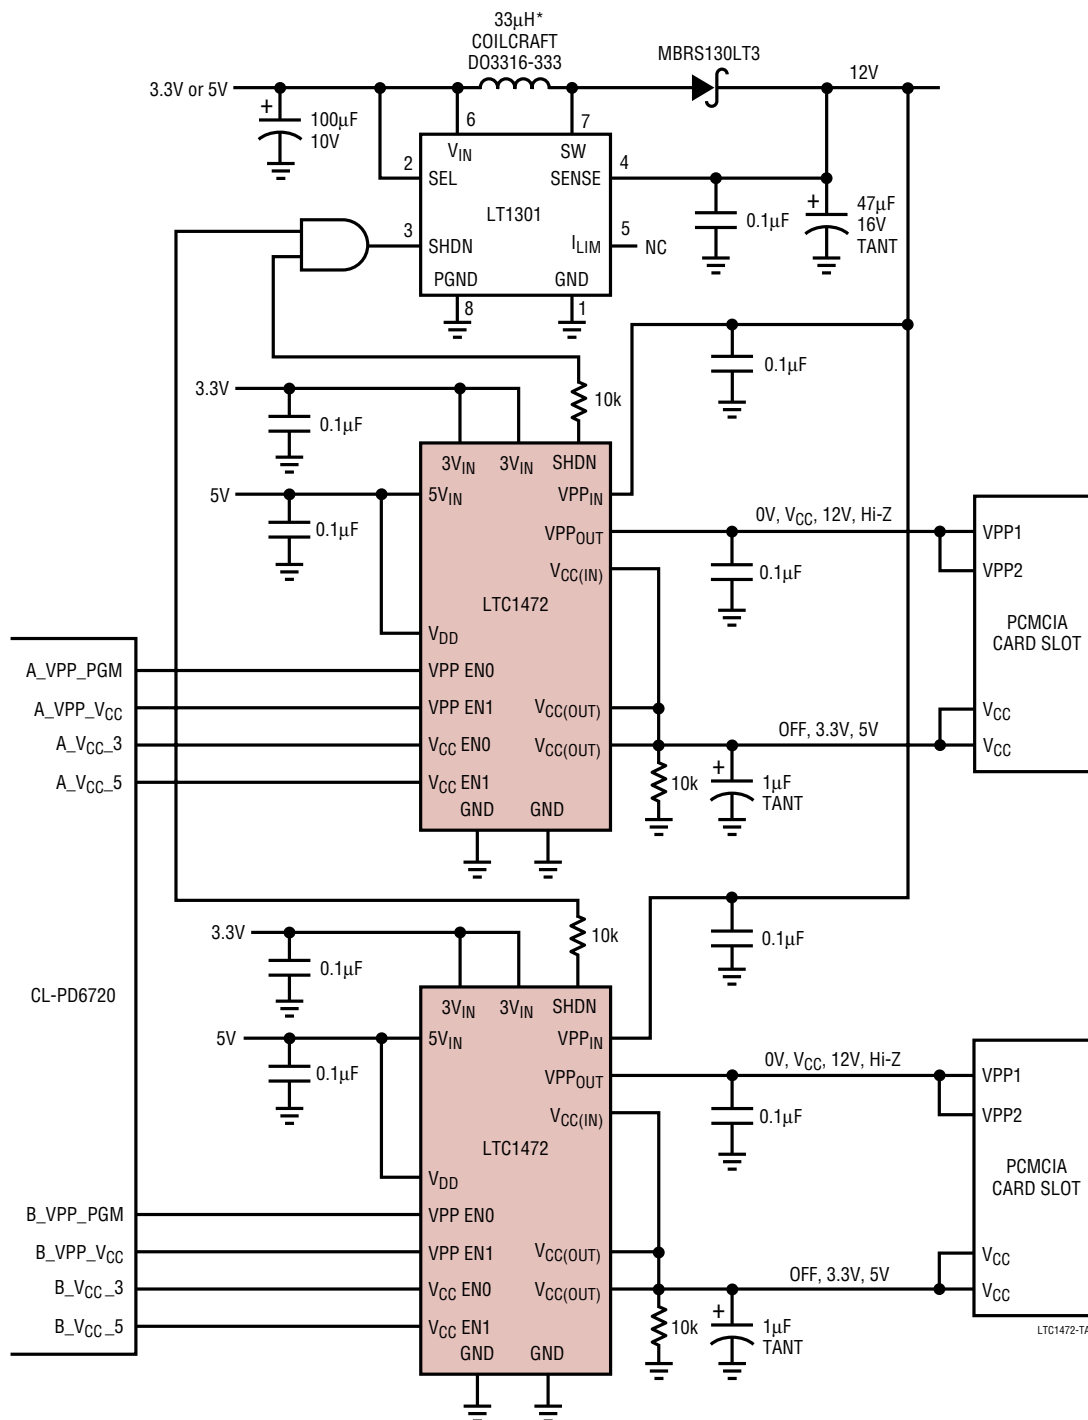 33µH*
COILCRAFT
DO3316-333
MBRS130LT3
3.3V or 5V
12V
+
100µF
10V
6
7
VIN
SW
2
SEL
SENSE
4
LT1301
+
47µF
16V
TANT
0.1µF
3
SHDN
ILIM
5
NC
PGND
GND
8
1
0.1µF
3.3V
10k
0.1µF
3VIN
3VIN
SHDN
5V
5VIN
VPPIN
0.1µF
VPPOUT
0V, VCC, 12V, Hi-Z
VPP1
VCC(IN)
0.1µF
VPP2
LTC1472
PCMCIA
CARD SLOT
VDD
A_VPP_PGM
VPP EN0
A_VPP_VCC
VPP EN1
VCC(OUT)
VCC
A_VCC_3
VCC EN0
VCC(OUT)
OFF, 3.3V, 5V
VCC
A_VCC_5
VCC EN1
10k
+
1µF
TANT
GND
GND
3.3V
10k
0.1µF
0.1µF
CL-PD6720
3VIN
3VIN
SHDN
5V
5VIN
VPPIN
0.1µF
VPPOUT
0V, VCC, 12V, Hi-Z
VPP1
VCC(IN)
0.1µF
VPP2
LTC1472
PCMCIA
CARD SLOT
VDD
B_VPP_PGM
VPP EN0
B_VPP_VCC
VPP EN1
VCC(OUT)
VCC
B_VCC_3
VCC EN0
VCC(OUT)
OFF, 3.3V, 5V
VCC
B_VCC_5
VCC EN1
10k
+
1µF
TANT
GND
GND